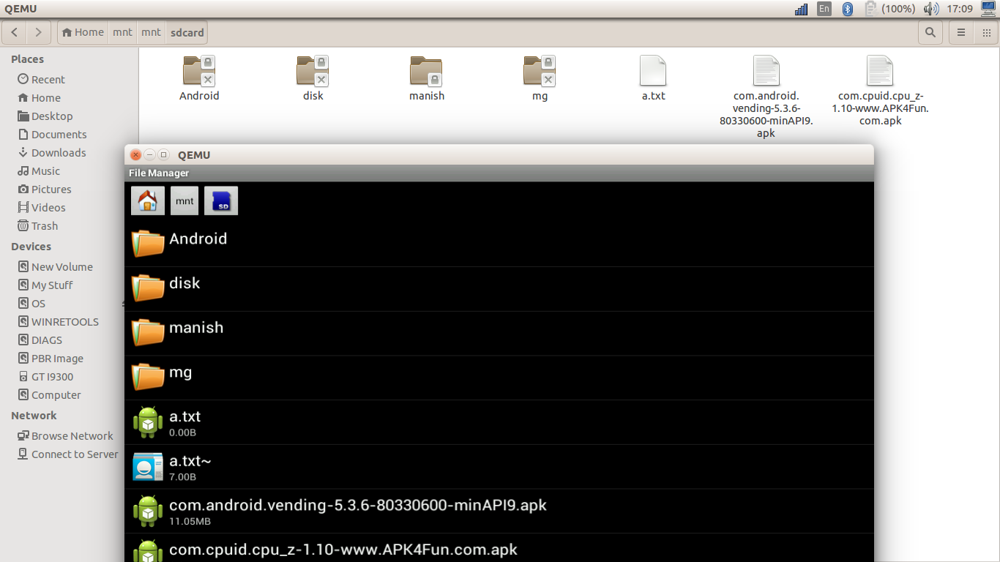 QEMU
En
(100%)
17:09
Home
mnt
mnt
sdcard
Places
Recent
Home
Desktop
Documents
Downloads
Music
Pictures
Videos
Trash
Devices
New Volume
My Stuff
OS
WINRETOOLS
DIAGS
PBR Image
GT I9300
Computer
Network
Browse Network
Connect to Server
Android
disk
manish
mg
a.txt
com.android.
vending-5.3.6-
80330600-minAPI9.
apk
com.cpuid.cpu_z-
1.10-www.APK4Fun.
com.apk
QEMU
File Manager
mnt
SD
Android
disk
manish
mg
a.txt
0.00B
a.txt~
7.00B
com.android.vending-5.3.6-80330600-minAPI9.apk
11.05MB
com.cpuid.cpu_z-1.10-www.APK4Fun.com.apk